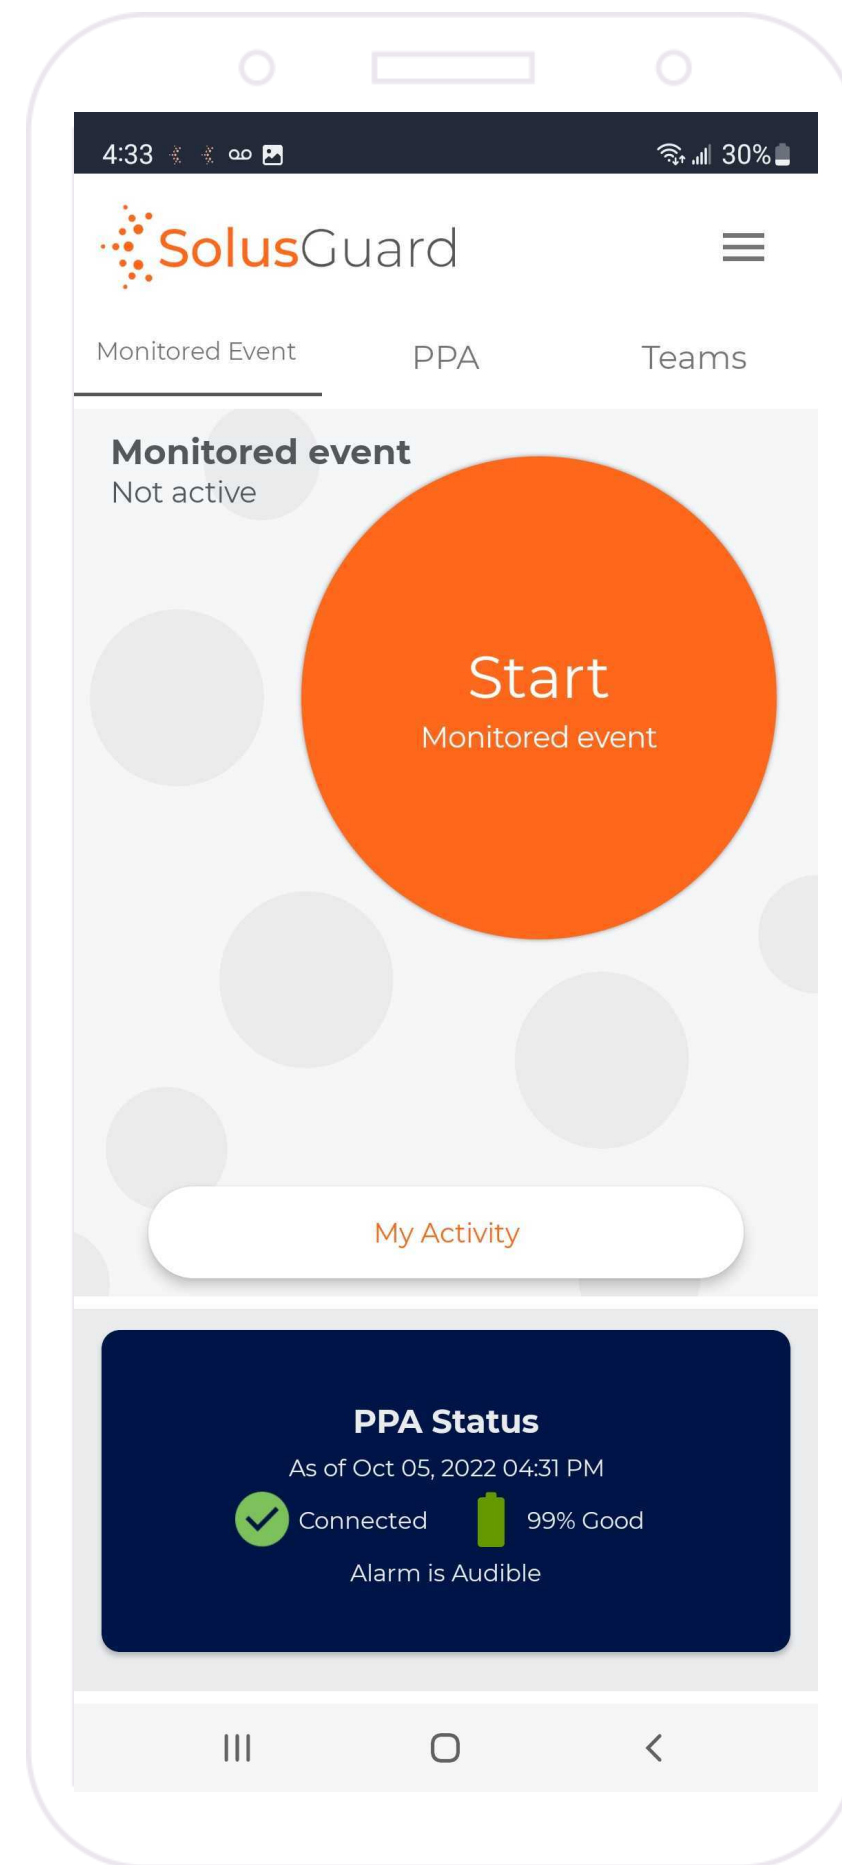 4:33
30%
SolusGuard
Monitored Event
PPA
Teams
Monitored event
Not active
Start
Monitored event
My Activity
PPA Status
As of Oct 05, 2022 04:31 PM
Connected
99% Good
Alarm is Audible